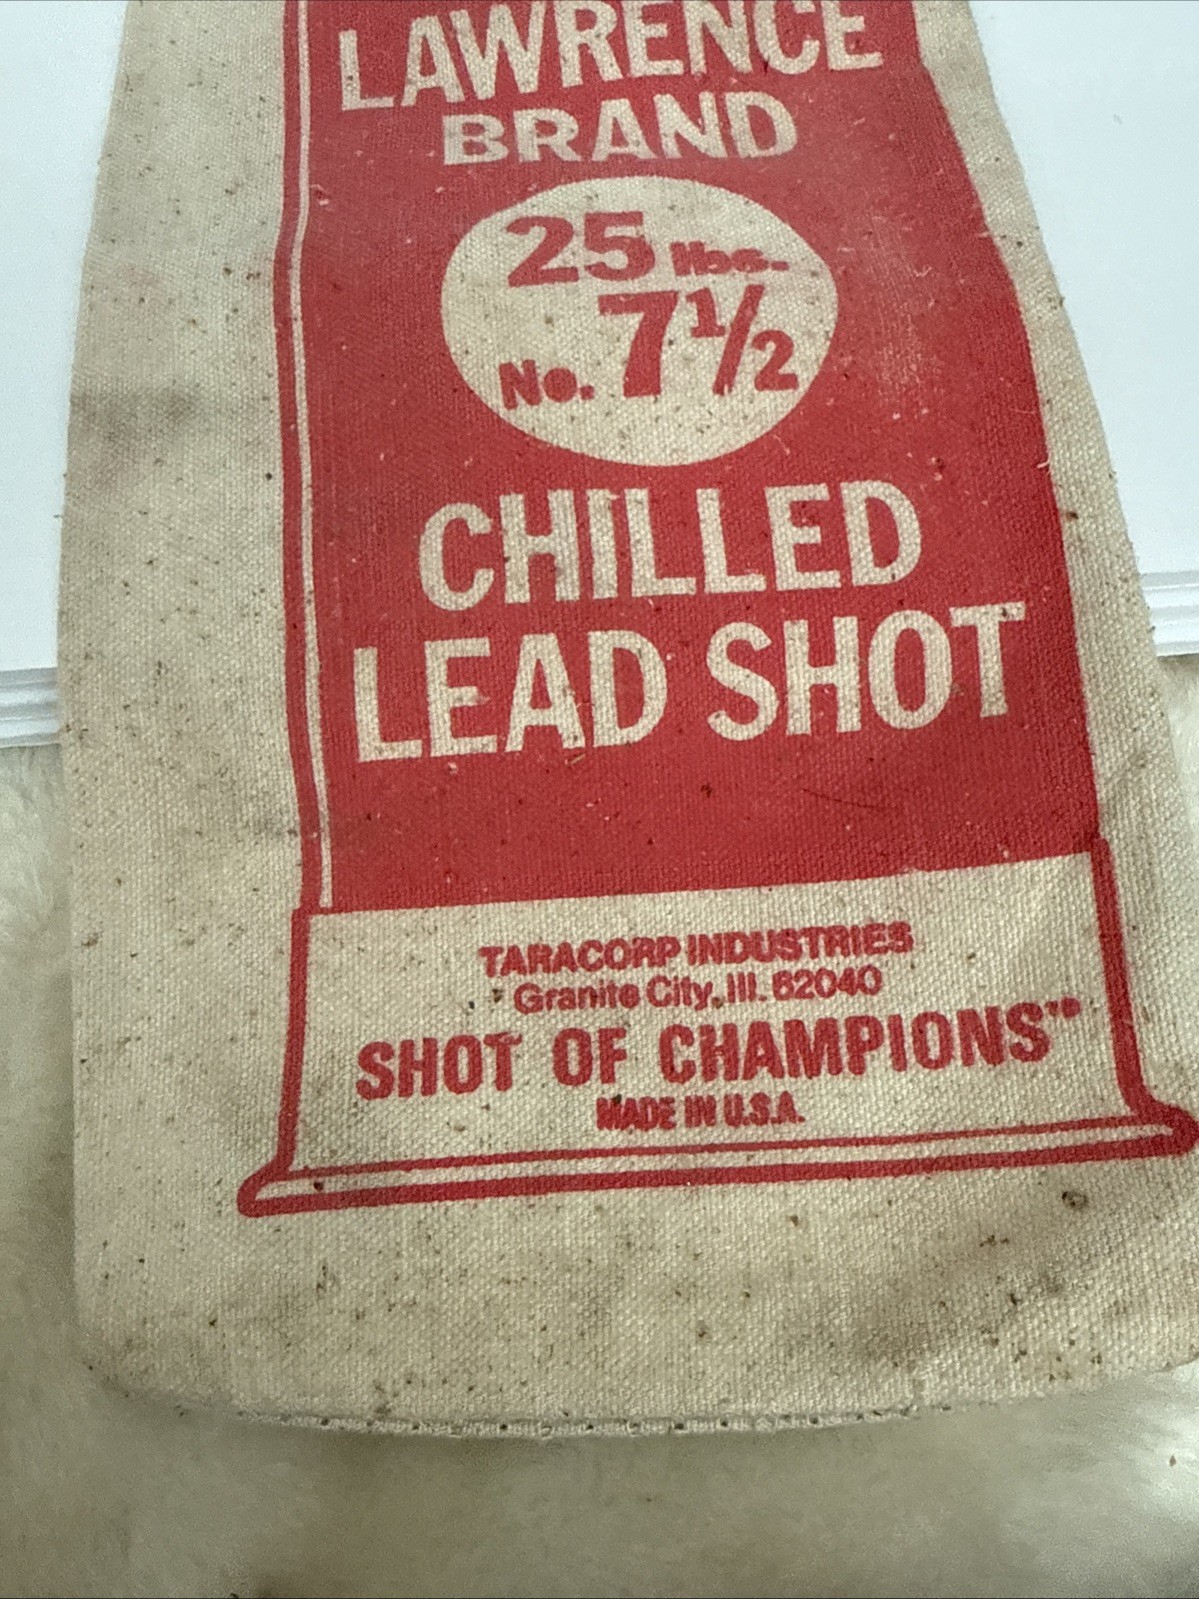 LAWRENCE
BRAND
25 lbs.
No. 7½
CHILLED
LEAD SHOT
TARACORP INDUSTRIES
Granite City, Ill. 62040
SHOT OF CHAMPIONS
MADE IN U.S.A.